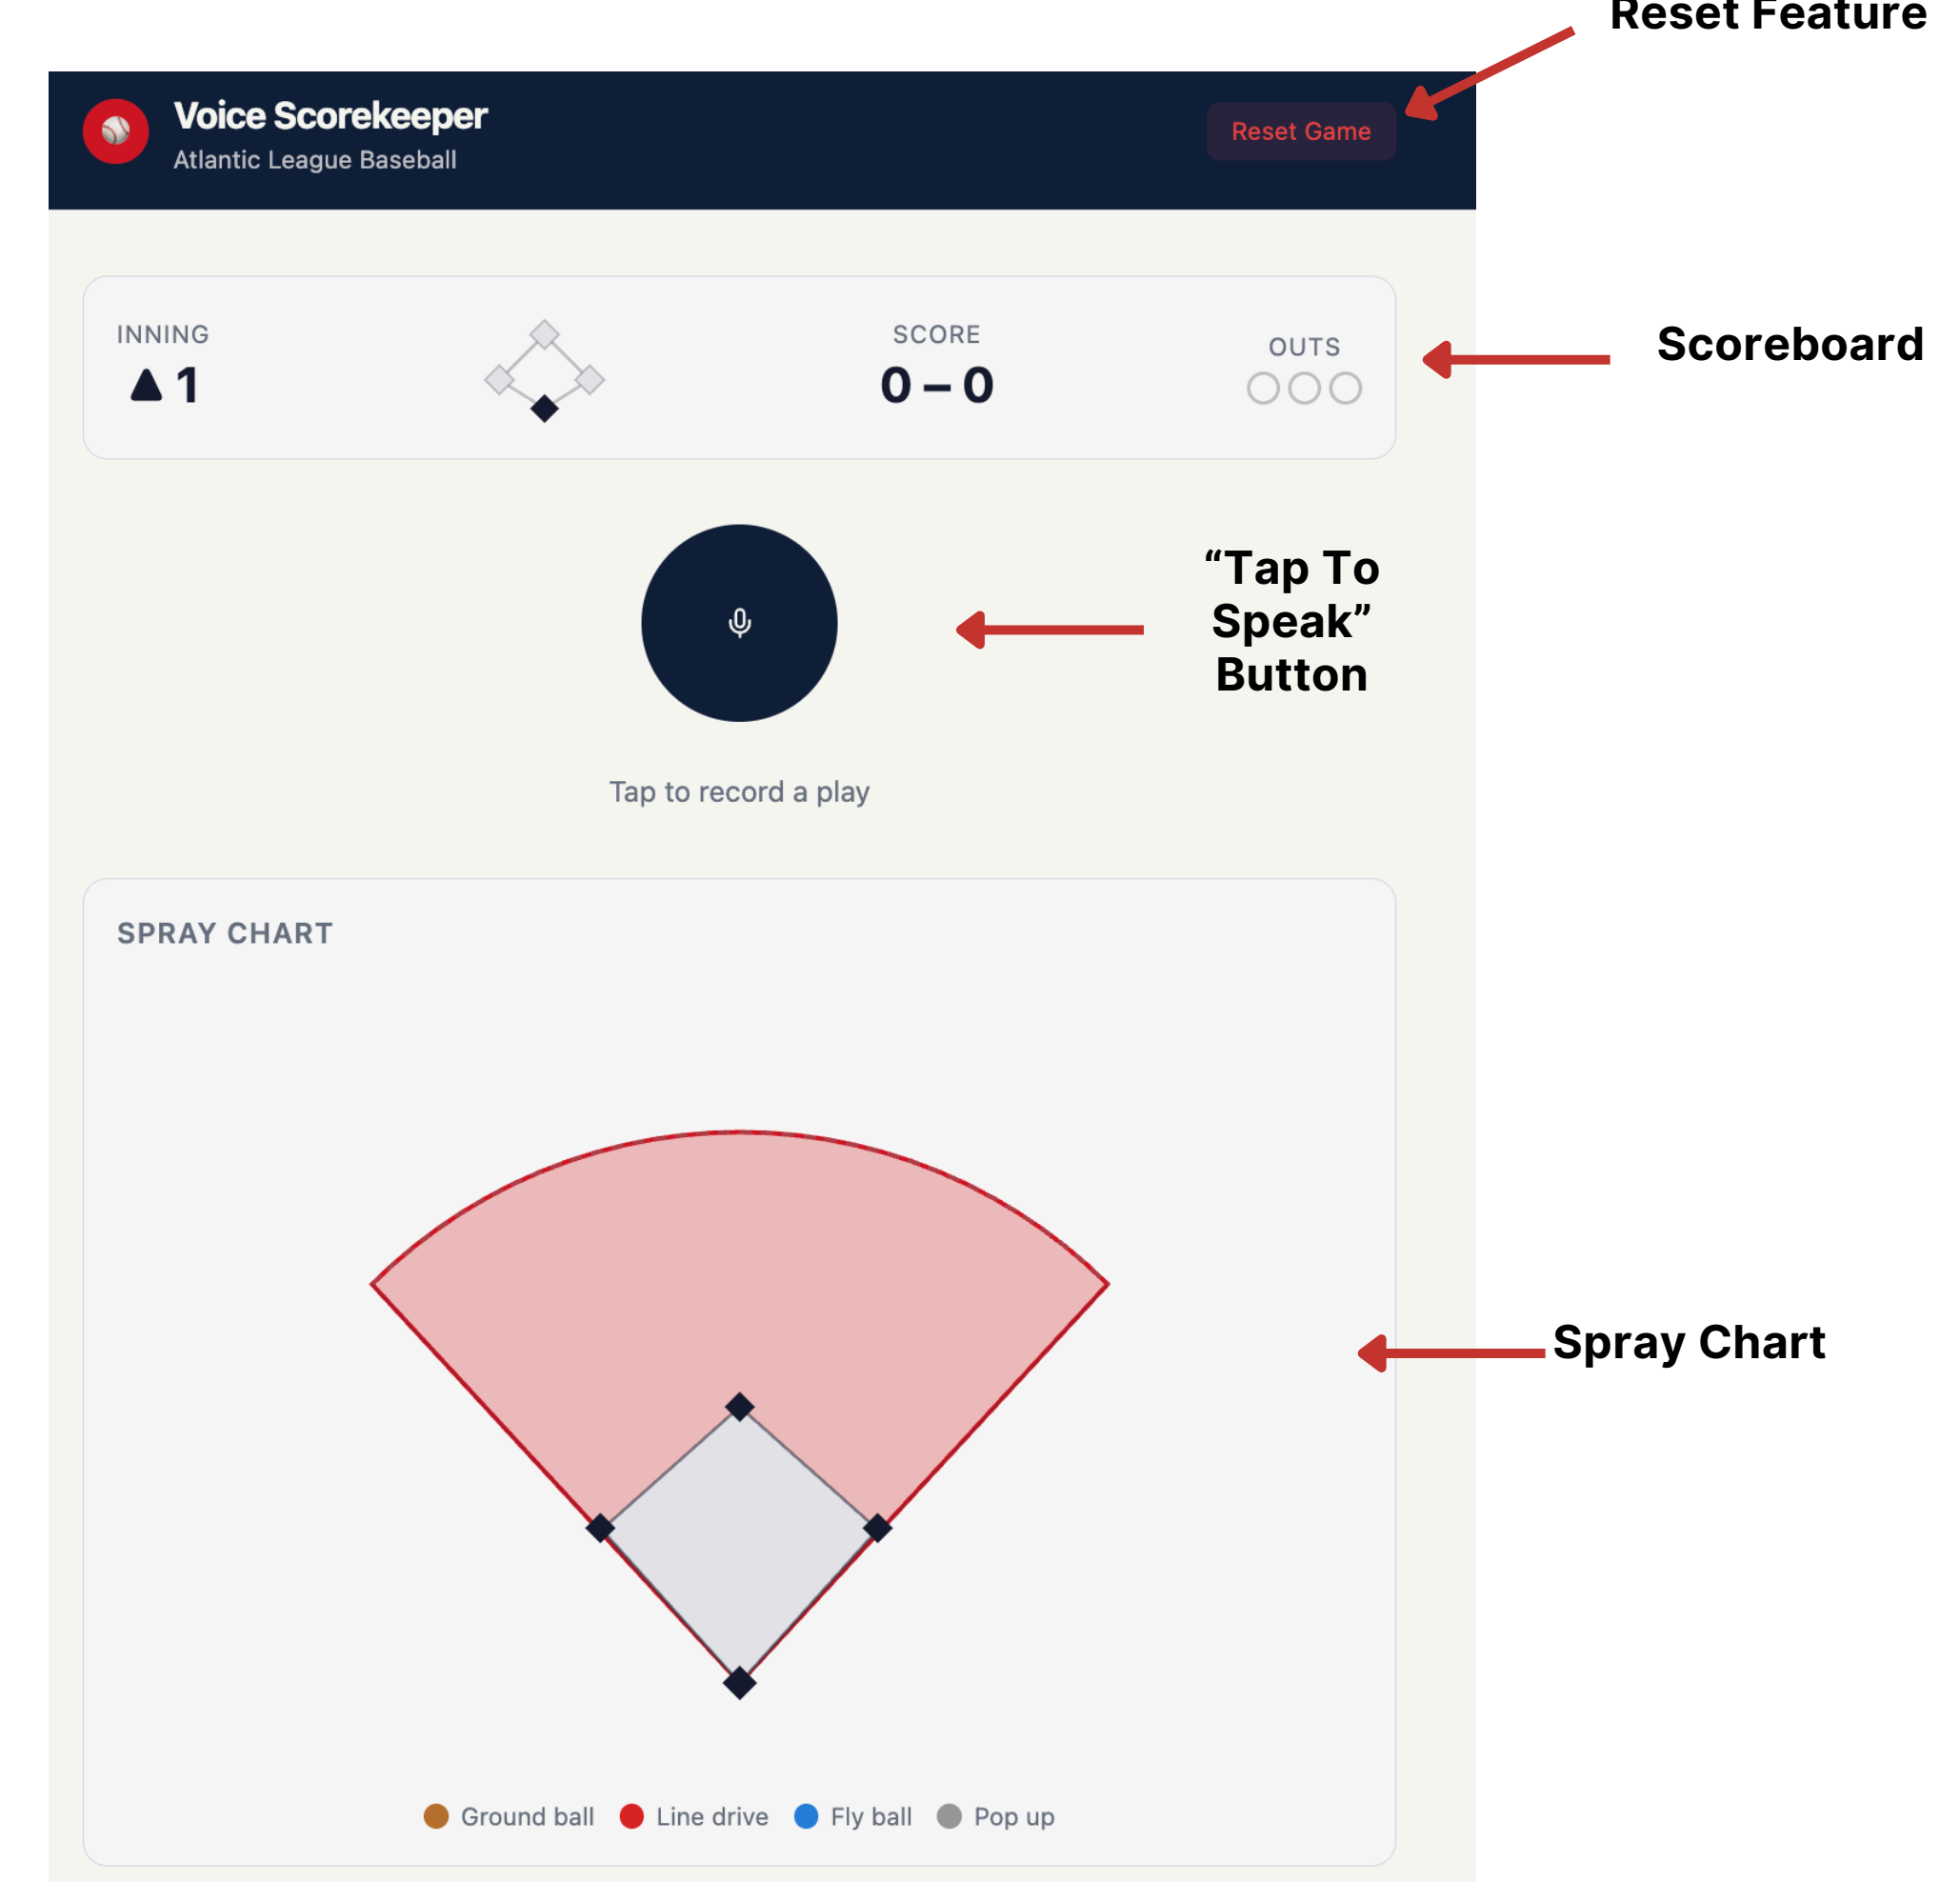 Reset Feature
Voice Scorekeeper
Atlantic League Baseball
Reset Game
INNING
▲ 1
SCORE
0 – 0
OUTS
Scoreboard
“Tap To
Speak”
Button
Tap to record a play
SPRAY CHART
Spray Chart
Ground ball
Line drive
Fly ball
Pop up